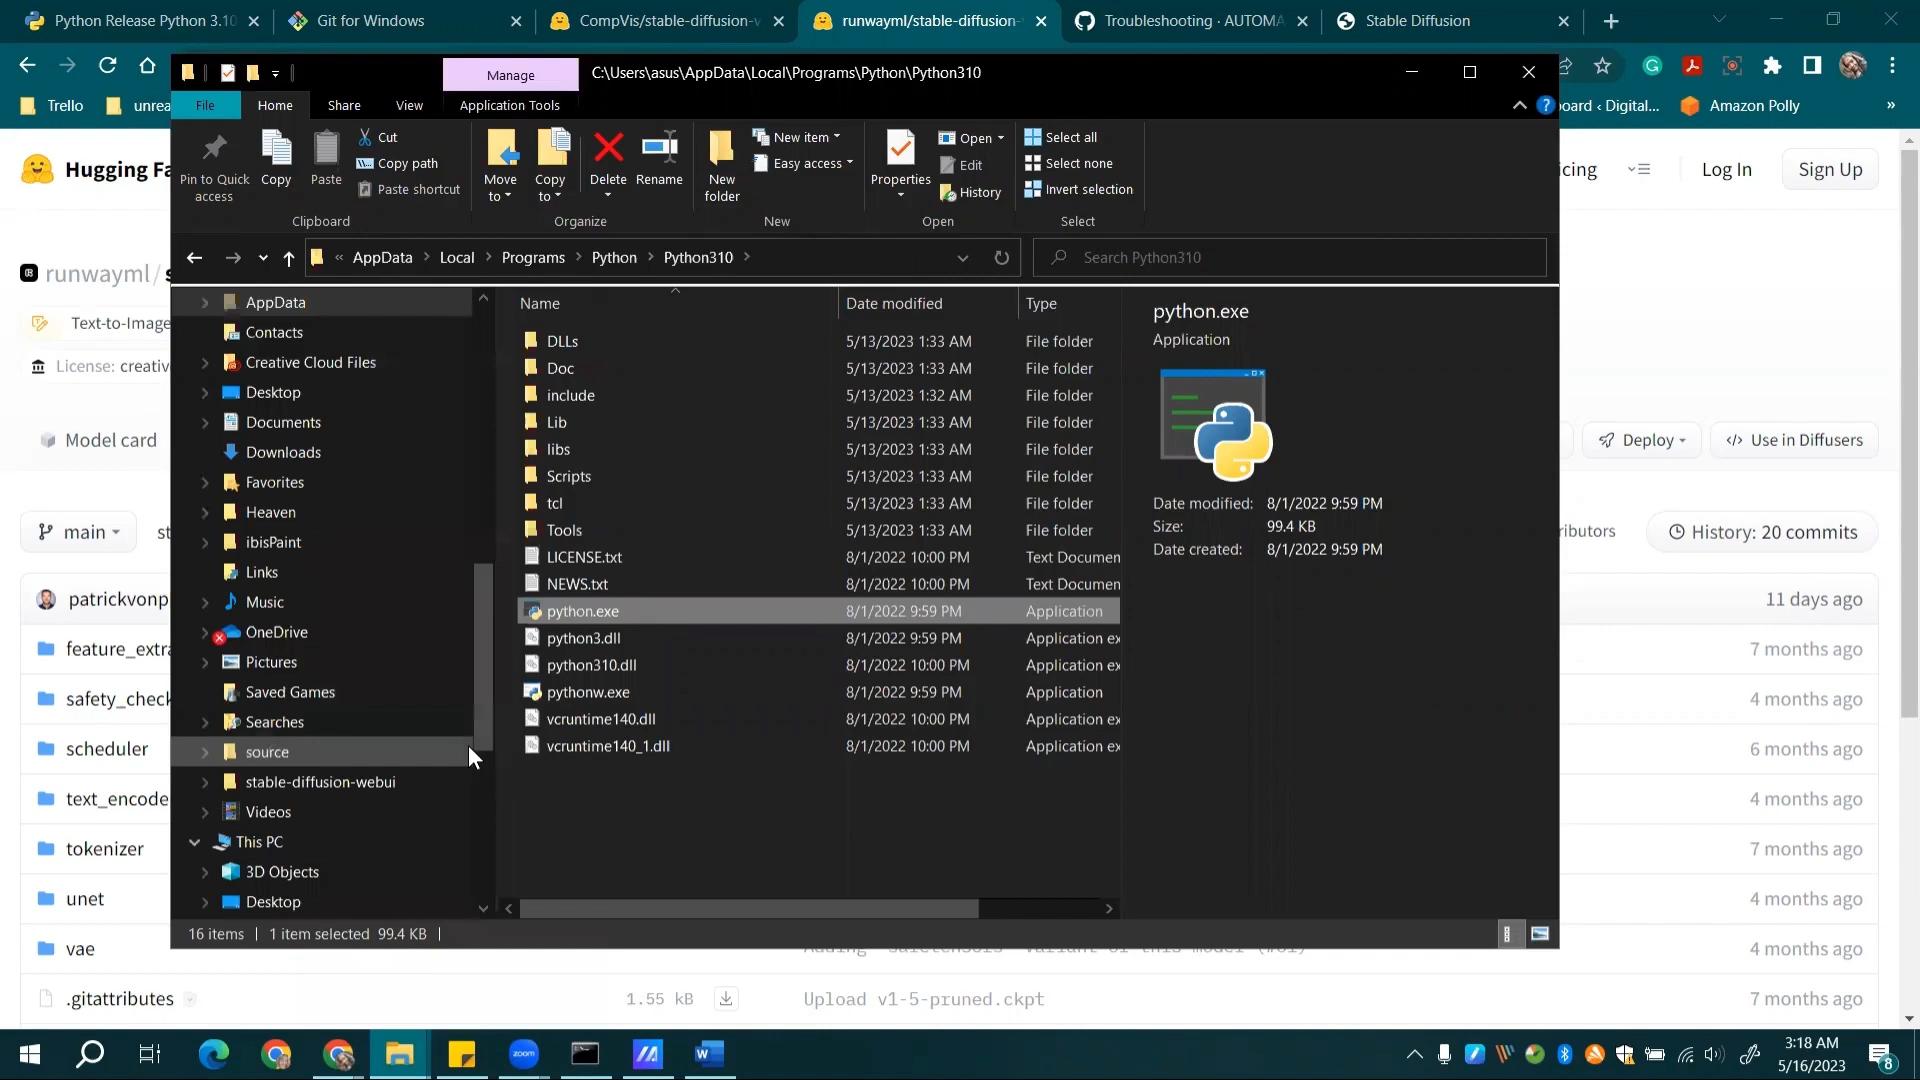 Python Release Python 3.10
Git for Windows
CompVis/stable-diffusion-v
runwayml/stable-diffusion-
Troubleshooting · AUTOMA
Stable Diffusion
Manage
C:\Users\asus\AppData\Local\Programs\Python\Python310
Trello
unrea
File
Home
Share
View
Application Tools
board ‹ Digital...
Amazon Polly
»
Pin to Quick access
Copy
Paste
Cut
Copy path
Paste shortcut
Clipboard
Move to
Copy to
Delete
Rename
Organize
New folder
New item
Easy access
New
Properties
Open
Edit
History
Open
Select all
Select none
Invert selection
Select
Hugging Fa
icing
Log In
Sign Up
« AppData > Local > Programs > Python > Python310 >
Search Python310
runwayml/s
Text-to-Image
License: creativ
Model card
Deploy
</> Use in Diffusers
main
st
ributors
History: 20 commits
AppData
Contacts
Creative Cloud Files
Desktop
Documents
Downloads
Favorites
Heaven
ibisPaint
Links
Music
OneDrive
Pictures
Saved Games
Searches
source
stable-diffusion-webui
Videos
This PC
3D Objects
Desktop
Name Date modified Type
DLLs 5/13/2023 1:33 AM File folder
Doc 5/13/2023 1:33 AM File folder
include 5/13/2023 1:32 AM File folder
Lib 5/13/2023 1:33 AM File folder
libs 5/13/2023 1:33 AM File folder
Scripts 5/13/2023 1:33 AM File folder
tcl 5/13/2023 1:33 AM File folder
Tools 5/13/2023 1:33 AM File folder
LICENSE.txt 8/1/2022 10:00 PM Text Documen
NEWS.txt 8/1/2022 10:00 PM Text Documen
python.exe 8/1/2022 9:59 PM Application
python3.dll 8/1/2022 9:59 PM Application ex
python310.dll 8/1/2022 10:00 PM Application ex
pythonw.exe 8/1/2022 9:59 PM Application
vcruntime140.dll 8/1/2022 10:00 PM Application ex
vcruntime140_1.dll 8/1/2022 10:00 PM Application ex
python.exe
Application
Date modified: 8/1/2022 9:59 PM
Size: 99.4 KB
Date created: 8/1/2022 9:59 PM
16 items 1 item selected 99.4 KB
patrickvonp
11 days ago
feature_extra
7 months ago
safety_check
4 months ago
scheduler
6 months ago
text_encode
4 months ago
tokenizer
7 months ago
unet
4 months ago
vae
Adding `safetensors` variant of this model (#61)
4 months ago
.gitattributes
1.55 kB
Upload v1-5-pruned.ckpt
7 months ago
zoom
3:18 AM
5/16/2023
8